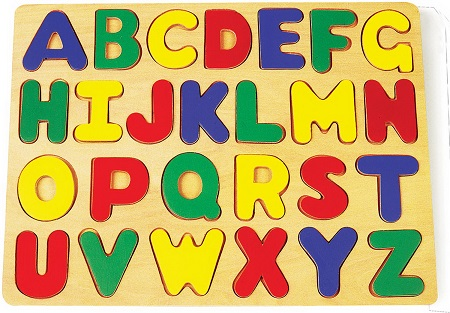 ABCDEFG
HIJKLMN
OPQRST
UVWXYZ